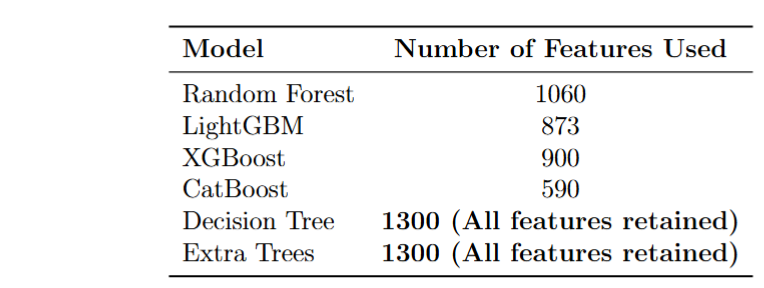 Model Number of Features Used
Random Forest 1060
LightGBM 873
XGBoost 900
CatBoost 590
Decision Tree 1300 (All features retained)
Extra Trees 1300 (All features retained)